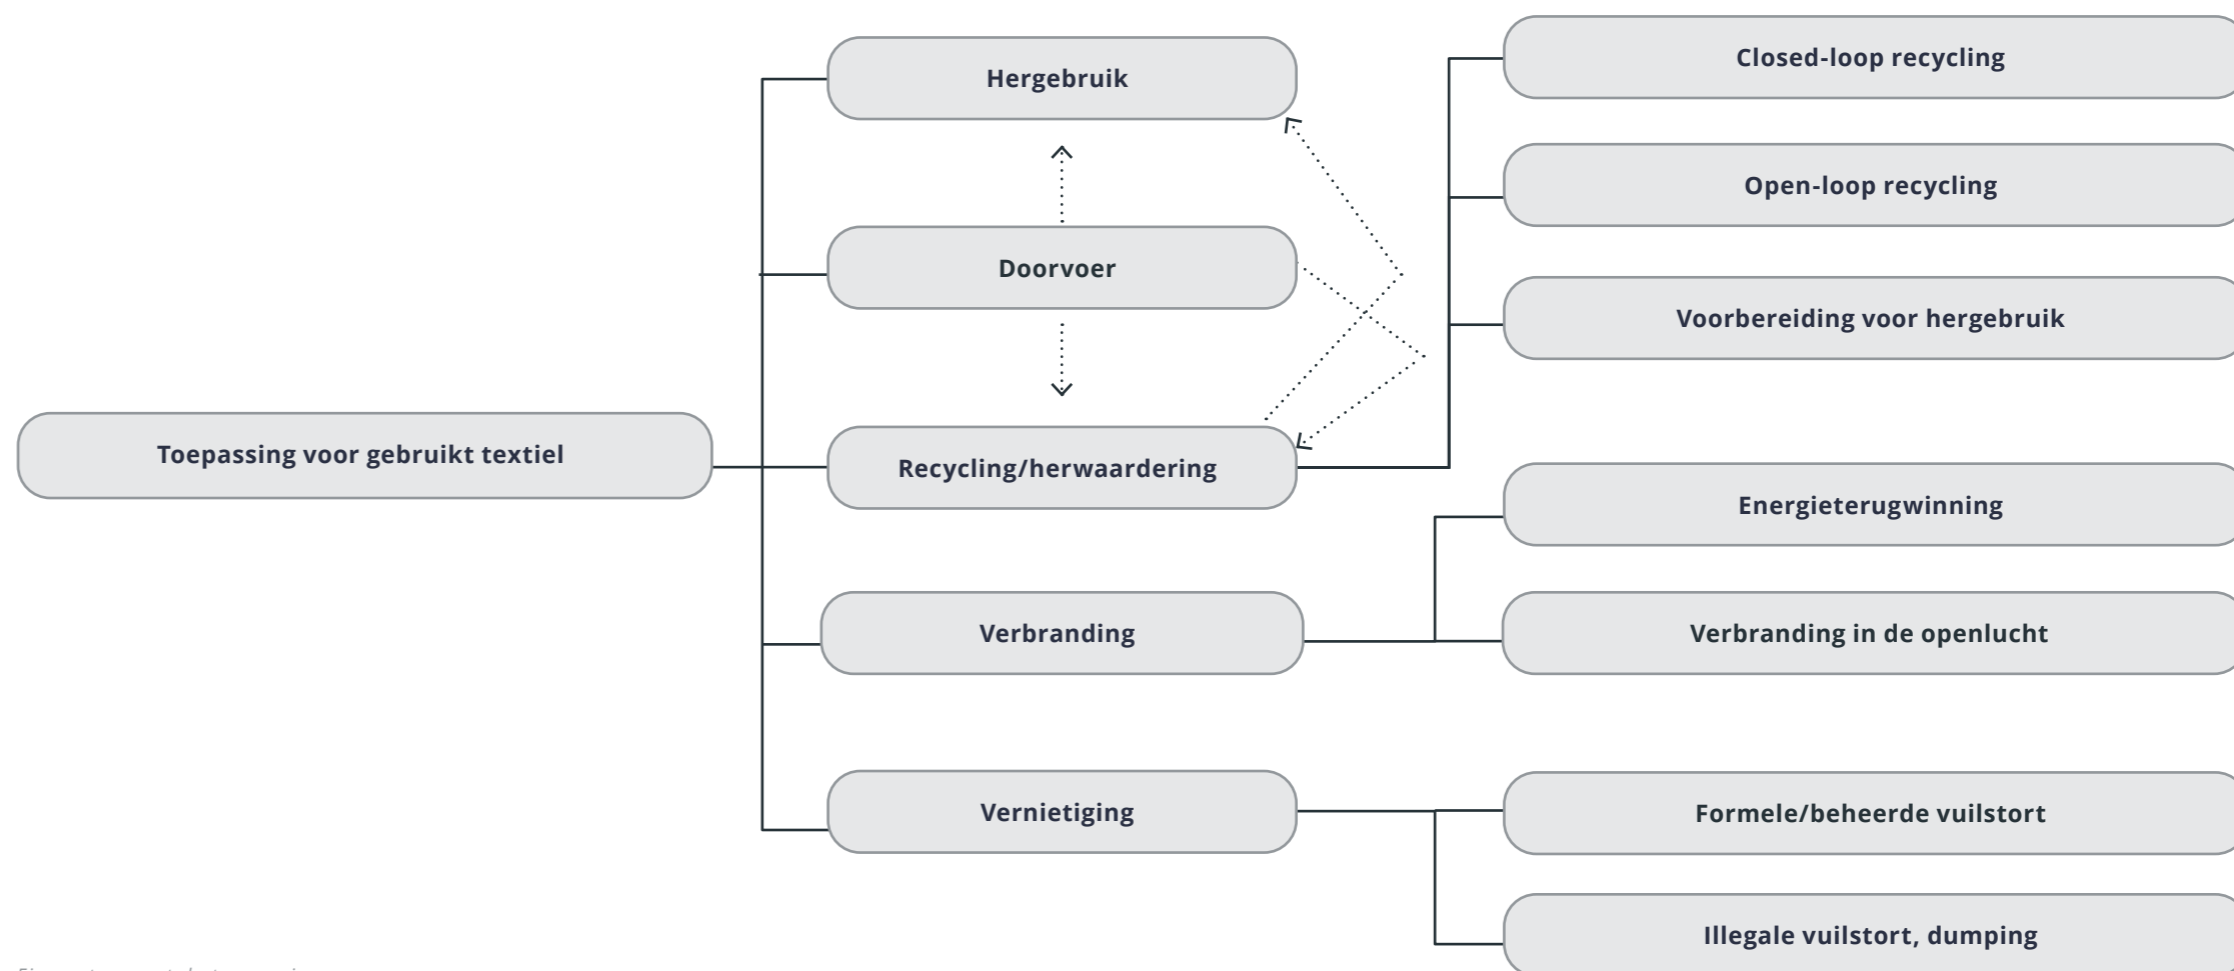 Toepassing voor gebruikt textiel
Hergebruik
Doorvoer
Recycling/herwaardering
Verbranding
Vernietiging
Closed-loop recycling
Open-loop recycling
Voorbereiding voor hergebruik
Energieterugwinning
Verbranding in de openlucht
Formele/beheerde vuilstort
Illegale vuilstort, dumping